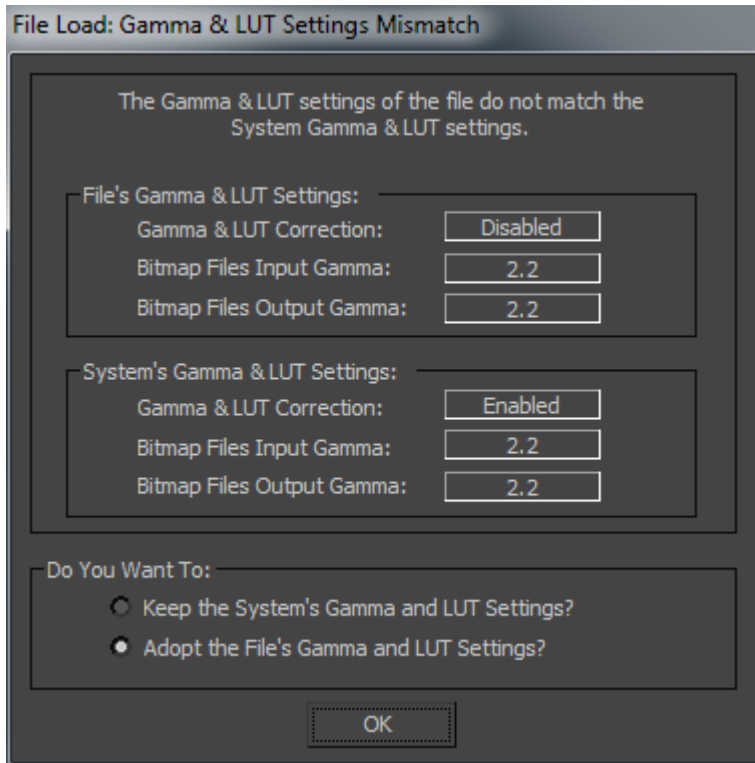 File Load: Gamma & LUT Settings Mismatch
The Gamma & LUT settings of the file do not match the
System Gamma & LUT settings.
File's Gamma & LUT Settings:
Gamma & LUT Correction: Disabled
Bitmap Files Input Gamma: 2.2
Bitmap Files Output Gamma: 2.2
System's Gamma & LUT Settings:
Gamma & LUT Correction: Enabled
Bitmap Files Input Gamma: 2.2
Bitmap Files Output Gamma: 2.2
Do You Want To:
Keep the System's Gamma and LUT Settings?
Adopt the File's Gamma and LUT Settings?
OK